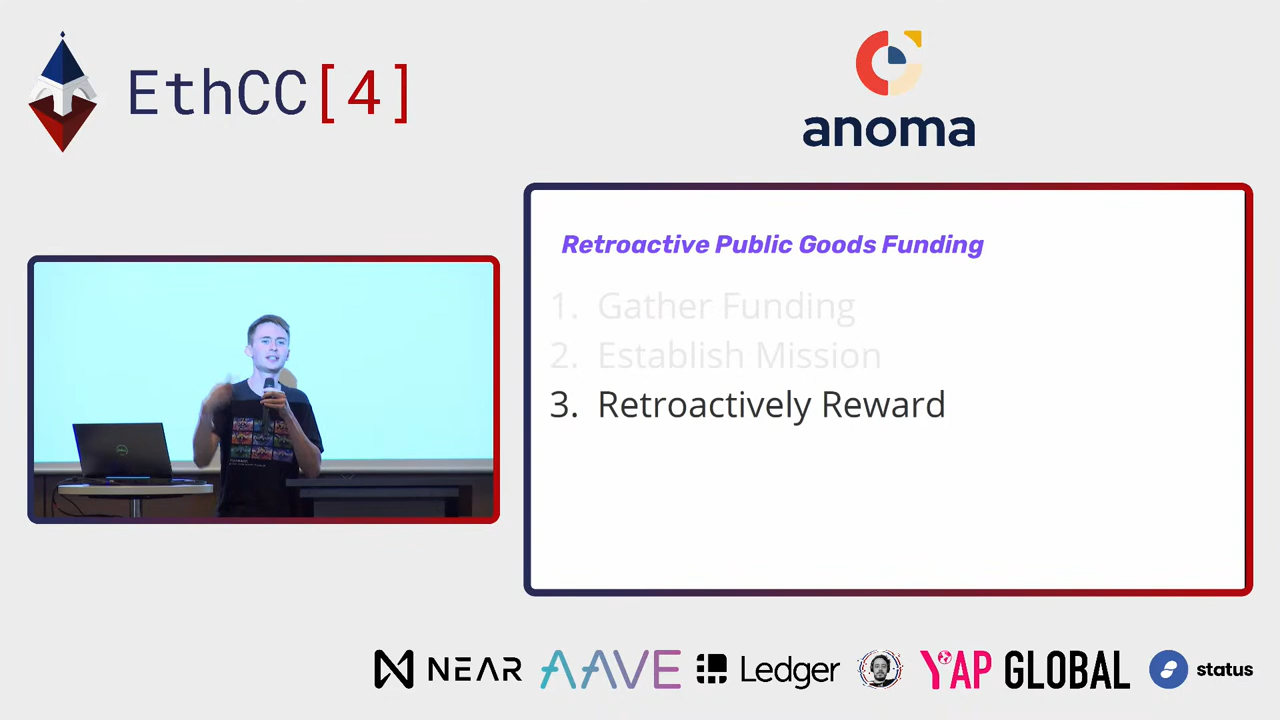 EthCC[4]
anoma
Retroactive Public Goods Funding
1. Gather Funding
2. Establish Mission
3. Retroactively Reward
NEAR
AAVE
Ledger
YAP GLOBAL
status